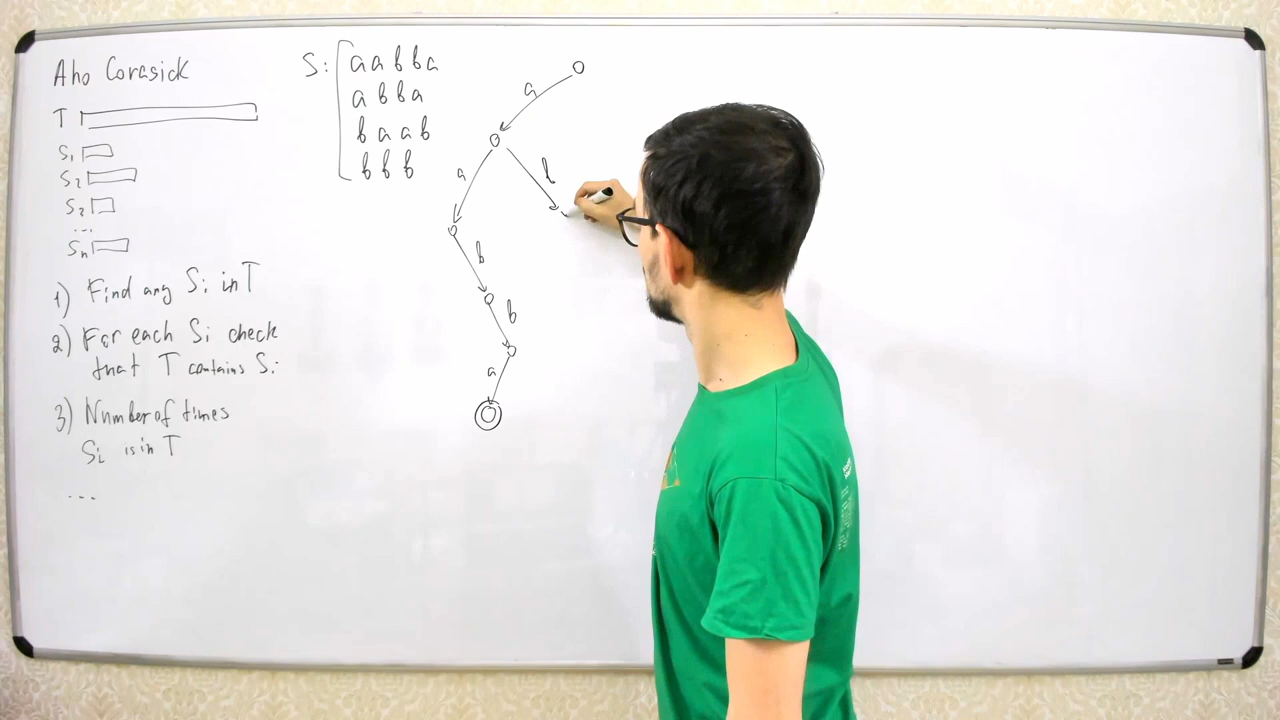 Aho Corasick
T
S1
S2
S2
...
Sn
1) Find any Si in T
2) For each Si check
that T contains Si
3) Number of times
Si is in T
...
S:
aabba
abba
baab
bbb
a
a
b
b
b
a